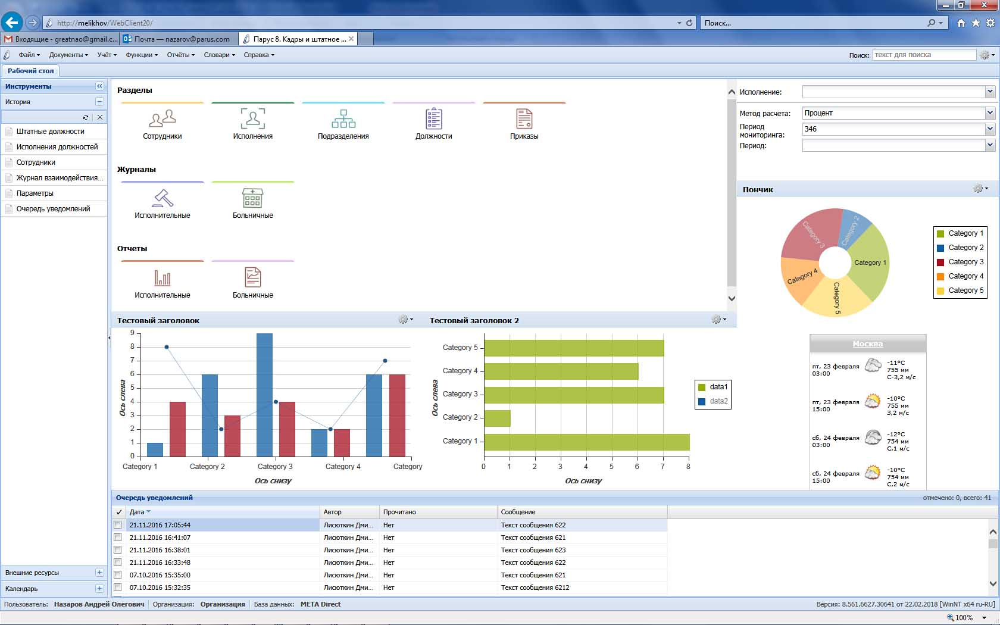 http://melikhov/WebClient20/
Поиск...
Входящие - greatnao@gmail.c...
Почта — nazarov@parus.com
Парус 8. Кадры и штатное ...
Файл
Документы
Учёт
Функции
Отчёты
Словари
Справка
Поиск:
текст для поиска
Рабочий стол
Инструменты
История
Штатные должности
Исполнения должностей
Сотрудники
Журнал взаимодействия...
Параметры
Очередь уведомлений
Внешние ресурсы
Календарь
Разделы
Сотрудники
Исполнения
Подразделения
Должности
Приказы
Журналы
Исполнительные
Больничные
Отчеты
Исполнительные
Больничные
Исполнение:
Метод расчета:
Процент
Период
мониторинга:
346
Период:
Пончик
Category 1
Category 2
Category 3
Category 4
Category 5
Category 1
Category 2
Category 3
Category 4
Category 5
Тестовый заголовок
9
8
7
6
5
4
3
2
1
0
Ось слева
Category 1
Category 2
Category 3
Category 4
Category
Ось снизу
Тестовый заголовок 2
Ось слева
Category 5
Category 4
Category 3
Category 2
Category 1
0
1
2
3
4
5
6
7
8
Ось снизу
data1
data2
Москва
пт, 23 февраля
03:00
-11°C
755 мм
С-З,2 м/с
пт, 23 февраля
15:00
-10°C
755 мм
З,2 м/с
сб, 24 февраля
03:00
-12°C
754 мм
С,1 м/с
сб, 24 февраля
15:00
-10°C
754 мм
С,2 м/с
Очередь уведомлений
отмечено: 0, всего: 41
Дата Автор Прочитано Сообщение
21.11.2016 17:05:44 Лисюткин Дми... Нет Текст сообщения 622
21.11.2016 16:41:07 Лисюткин Дми... Нет Текст сообщения 621
21.11.2016 16:38:01 Лисюткин Дми... Нет Текст сообщения 623
21.11.2016 16:33:48 Лисюткин Дми... Нет Текст сообщения 622
07.10.2016 15:35:00 Лисюткин Дми... Нет Текст сообщения 621
07.10.2016 15:32:35 Лисюткин Дми... Нет Текст сообщения 6212
Пользователь: Назаров Андрей Олегович Организация: Организация База данных: META Direct
Версия: 8.561.6627.30641 от 22.02.2018 [WinNT x64 ru-RU]
100%